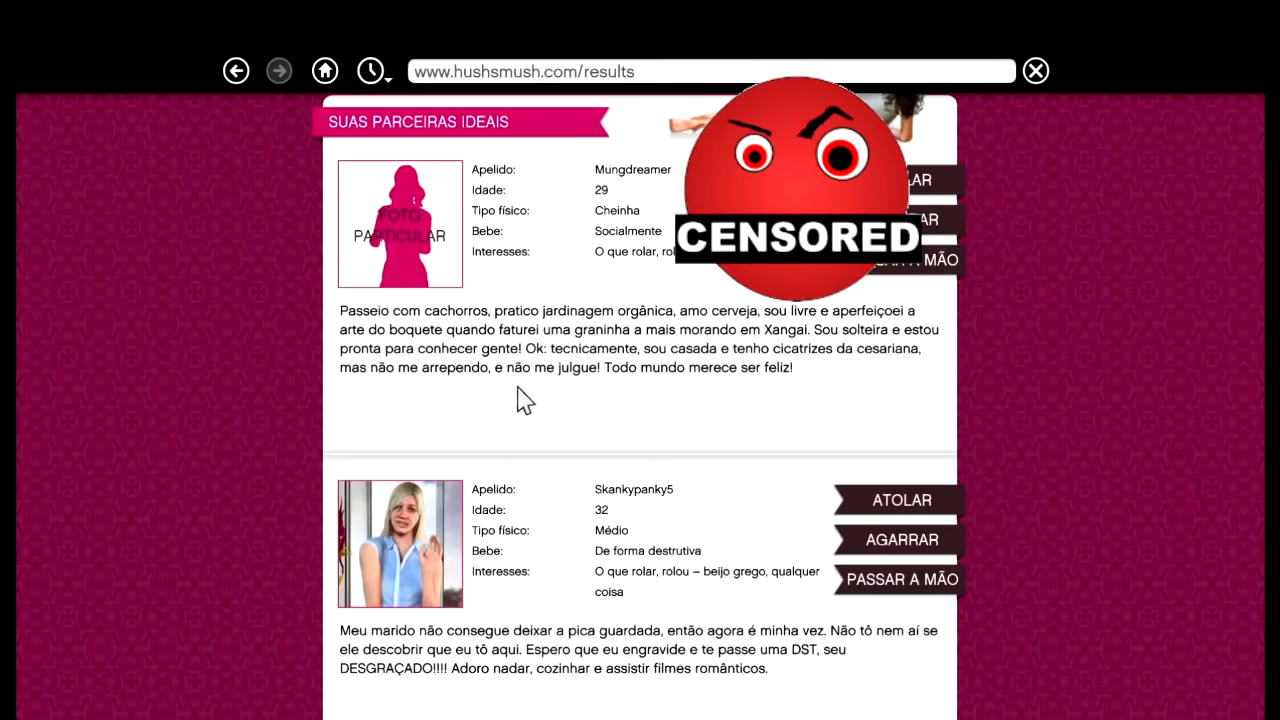 www.hushsmush.com/results
SUAS PARCEIRAS IDEAIS
FOTO
PARTICULAR
Apelido: Mungdreamer
Idade: 29
Tipo físico: Cheinha
Bebe: Socialmente
Interesses: O que rolar,
CENSORED
MÃO
Passeio com cachorros, pratico jardinagem orgânica, amo cerveja, sou livre e aperfeiçoei a
arte do boquete quando faturei uma graninha a mais morando em Xangai. Sou solteira e estou
pronta para conhecer gente! Ok: tecnicamente, sou casada e tenho cicatrizes da cesariana,
mas não me arrependo, e não me julgue! Todo mundo merece ser feliz!
Apelido: Skankypanky5
Idade: 32
Tipo físico: Médio
Bebe: De forma destrutiva
Interesses: O que rolar, rolou – beijo grego, qualquer
coisa
ATOLAR
AGARRAR
PASSAR A MÃO
Meu marido não consegue deixar a pica guardada, então agora é minha vez. Não tô nem aí se
ele descobrir que eu tô aqui. Espero que eu engravide e te passe uma DST, seu
DESGRAÇADO!!!! Adoro nadar, cozinhar e assistir filmes românticos.